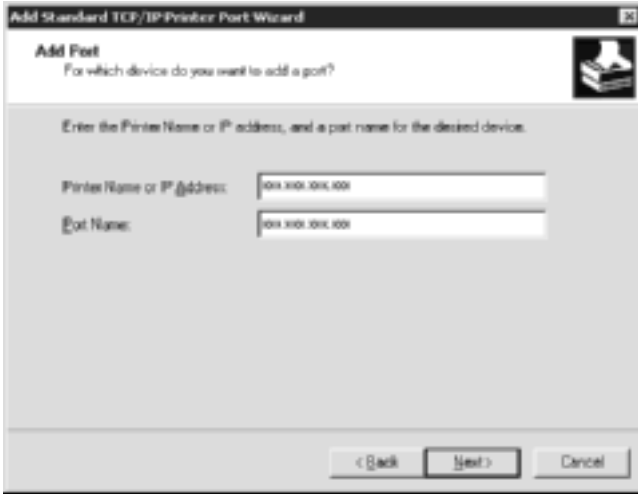 Add Standard TCP/IP Printer Port Wizard
Add Port
For which device do you want to add a port?
Enter the Printer Name or IP address, and a port name for the desired device.
Printer Name or IP Address: xxx.xxx.xxx.xxx
Port Name: xxx.xxx.xxx.xxx
< Back Next > Cancel